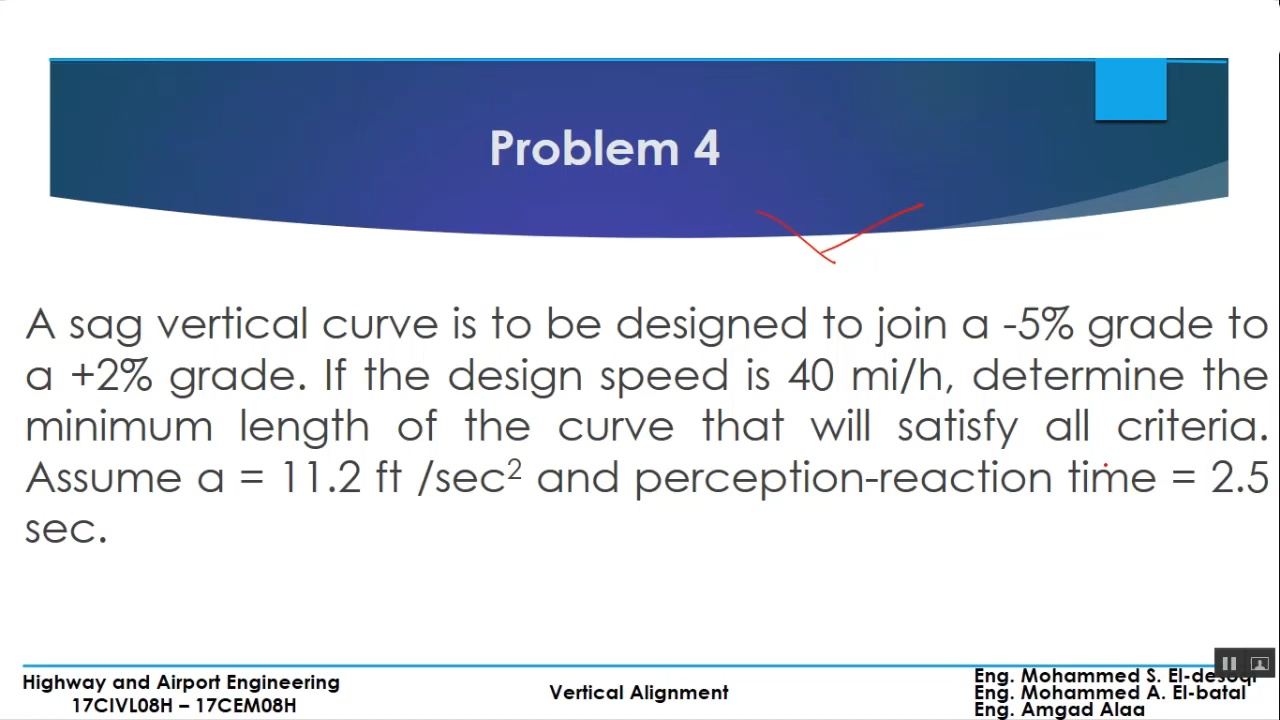 Problem 4
A sag vertical curve is to be designed to join a -5% grade to
a +2% grade. If the design speed is 40 mi/h, determine the
minimum length of the curve that will satisfy all criteria.
Assume a = 11.2 ft /sec² and perception-reaction time = 2.5
sec.
Highway and Airport Engineering
17CIVL08H – 17CEM08H
Vertical Alignment
Eng. Mohammed S. El-desoqi
Eng. Mohammed A. El-batal
Eng. Amgad Alaa